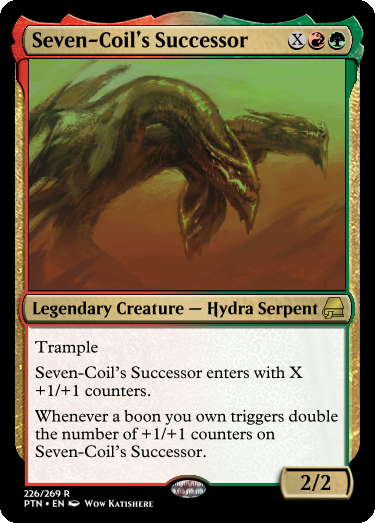 Seven-Coil's Successor X
Legendary Creature — Hydra Serpent
Trample
Seven-Coil's Successor enters with X
+1/+1 counters.
Whenever a boon you own triggers double
the number of +1/+1 counters on
Seven-Coil's Successor.
2/2
226/269 R
PTN • EN Wow Katishere